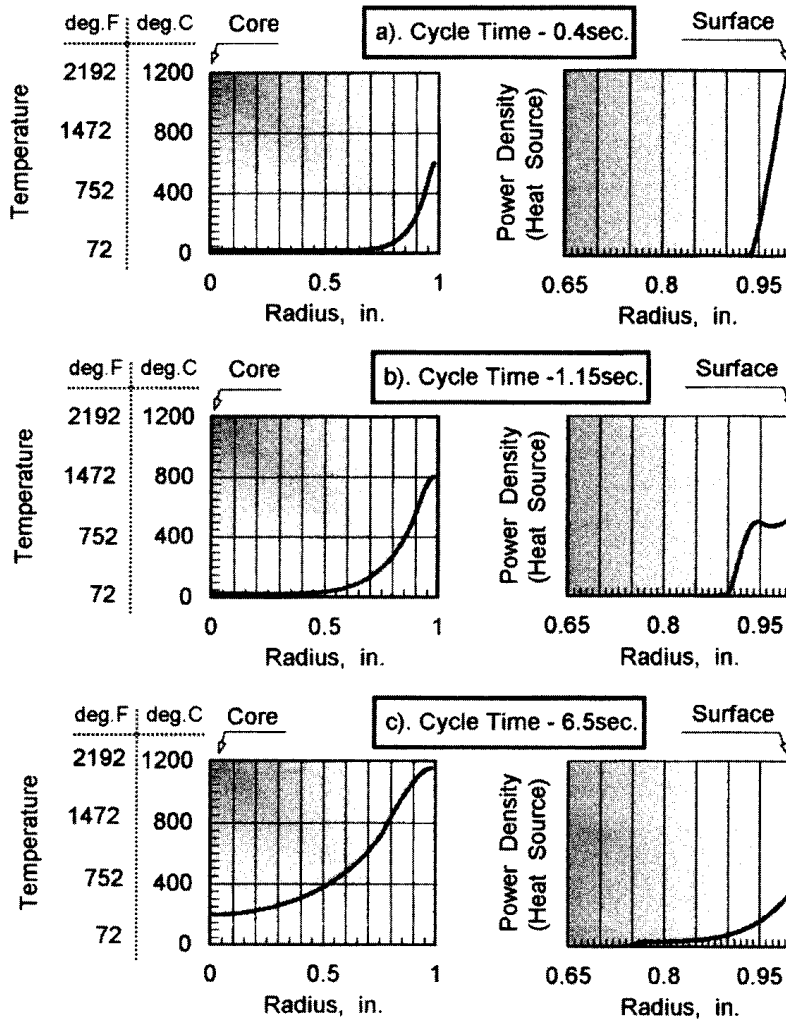 deg.F deg.C Core a). Cycle Time - 0.4sec. Surface
Temperature
2192 1200
1472 800
752 400
72 0
0 0.5 1
Radius, in.
Power Density
(Heat Source)
0.65 0.8 0.95
Radius, in.
deg.F deg.C Core b). Cycle Time -1.15sec. Surface
Temperature
2192 1200
1472 800
752 400
72 0
0 0.5 1
Radius, in.
Power Density
(Heat Source)
0.65 0.8 0.95
Radius, in.
deg.F deg.C Core c). Cycle Time - 6.5sec. Surface
Temperature
2192 1200
1472 800
752 400
72 0
0 0.5 1
Radius, in.
Power Density
(Heat Source)
0.65 0.8 0.95
Radius, in.